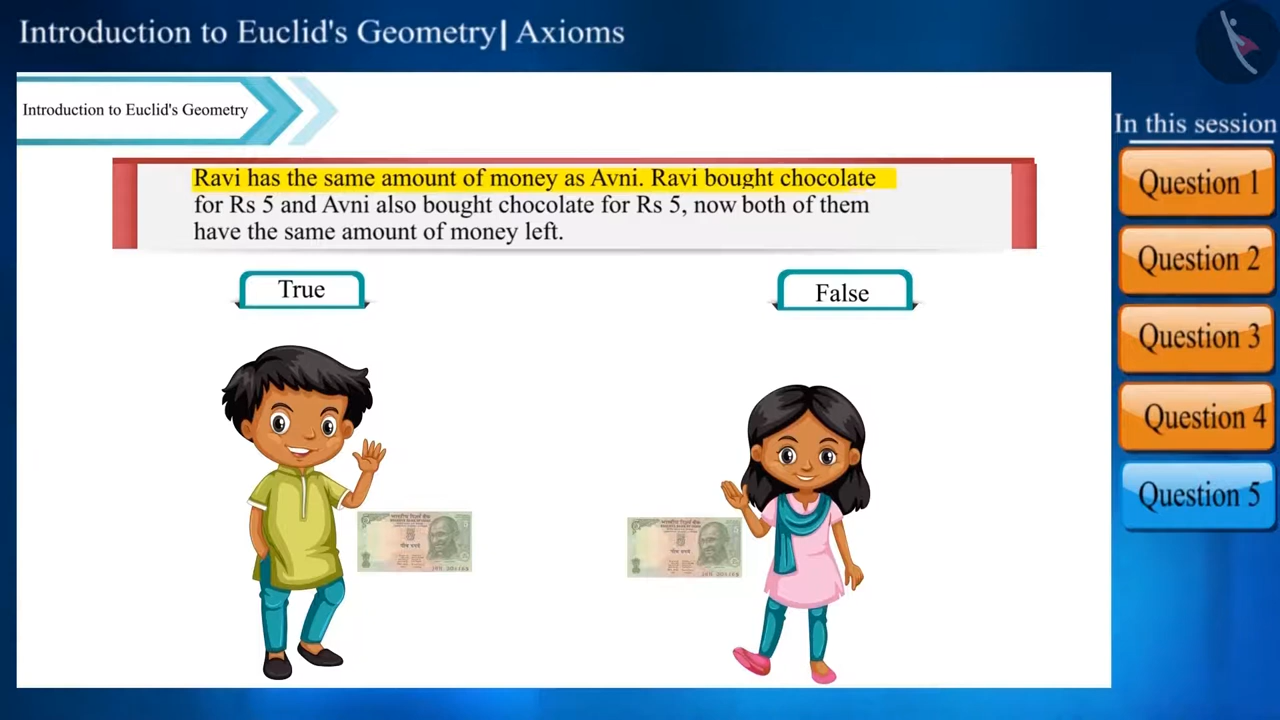 Introduction to Euclid's Geometry| Axioms
Introduction to Euclid's Geometry
Ravi has the same amount of money as Avni. Ravi bought chocolate
for Rs 5 and Avni also bought chocolate for Rs 5, now both of them
have the same amount of money left.
True
False
In this session
Question 1
Question 2
Question 3
Question 4
Question 5